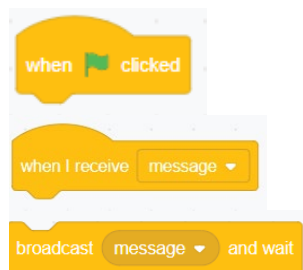 when clicked
when I receive message
broadcast message and wait